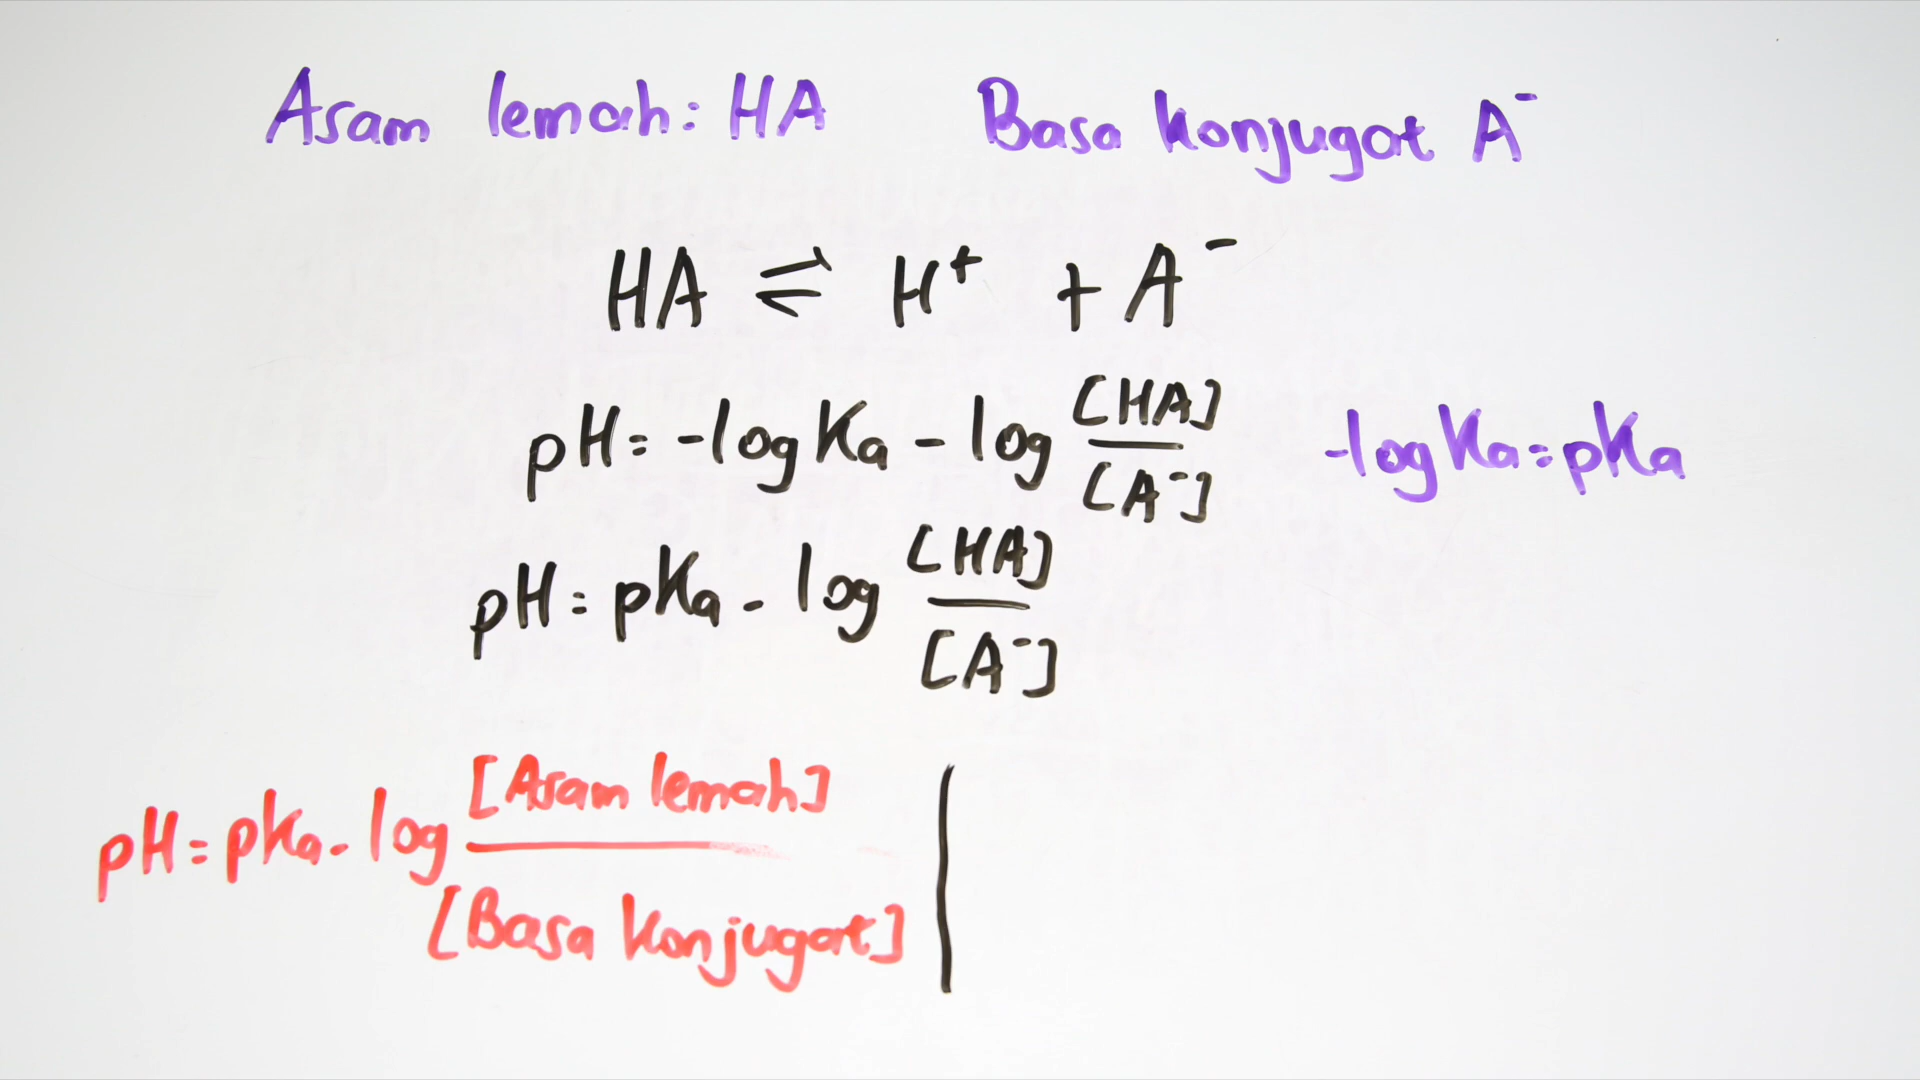 Asam lemah: HA Basa konjugat A⁻
HA ⇌ H⁺ + A⁻
pH = -log Ka - log [HA]/[A⁻] -log Ka = pKa
pH = pKa - log [HA]/[A⁻]
pH = pKa - log [Asam lemah]/[Basa konjugat]